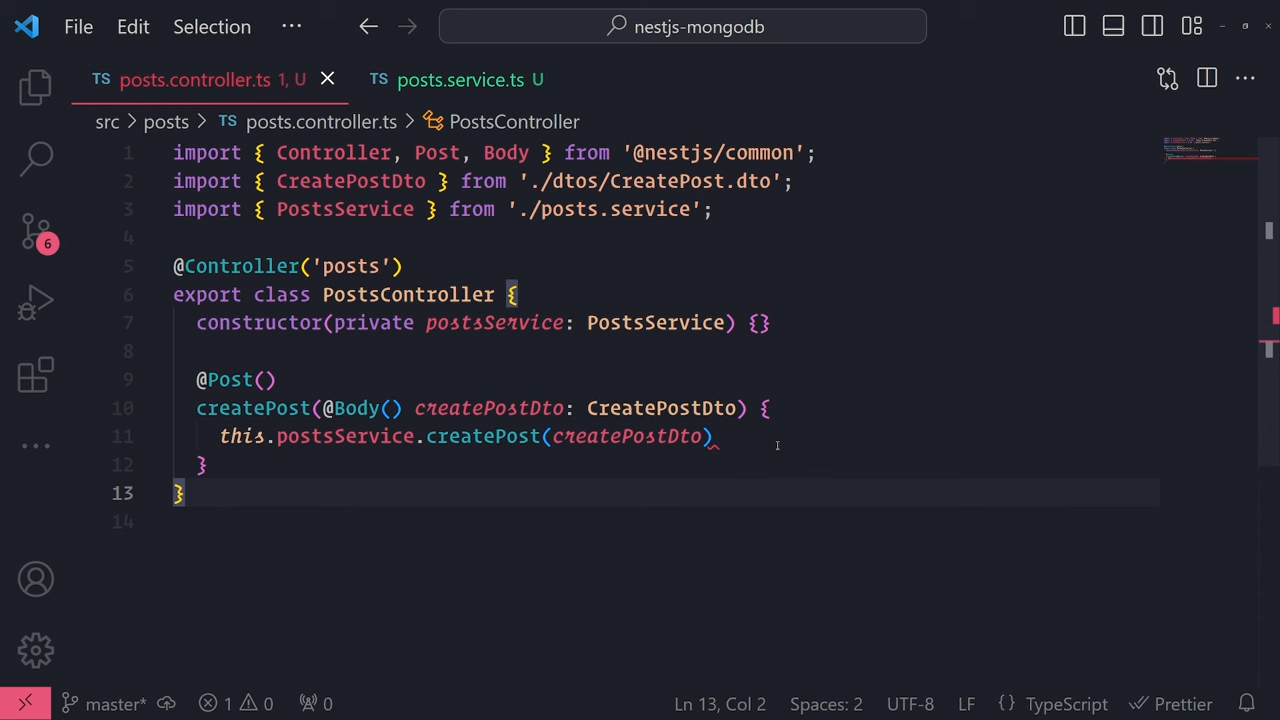 File Edit Selection ··· nestjs-mongodb
TS posts.controller.ts 1, U TS posts.service.ts U ···
src > posts > TS posts.controller.ts > PostsController
1 import { Controller, Post, Body } from '@nestjs/common';
2 import { CreatePostDto } from './dtos/CreatePost.dto';
3 import { PostsService } from './posts.service';
4
5 @Controller('posts')
6 export class PostsController {
7 constructor(private postsService: PostsService) {}
8
9 @Post()
10 createPost(@Body() createPostDto: CreatePostDto) {
11 this.postsService.createPost(createPostDto)
12 }
13 }
14
6
master* 1 0 0 Ln 13, Col 2 Spaces: 2 UTF-8 LF {} TypeScript Prettier